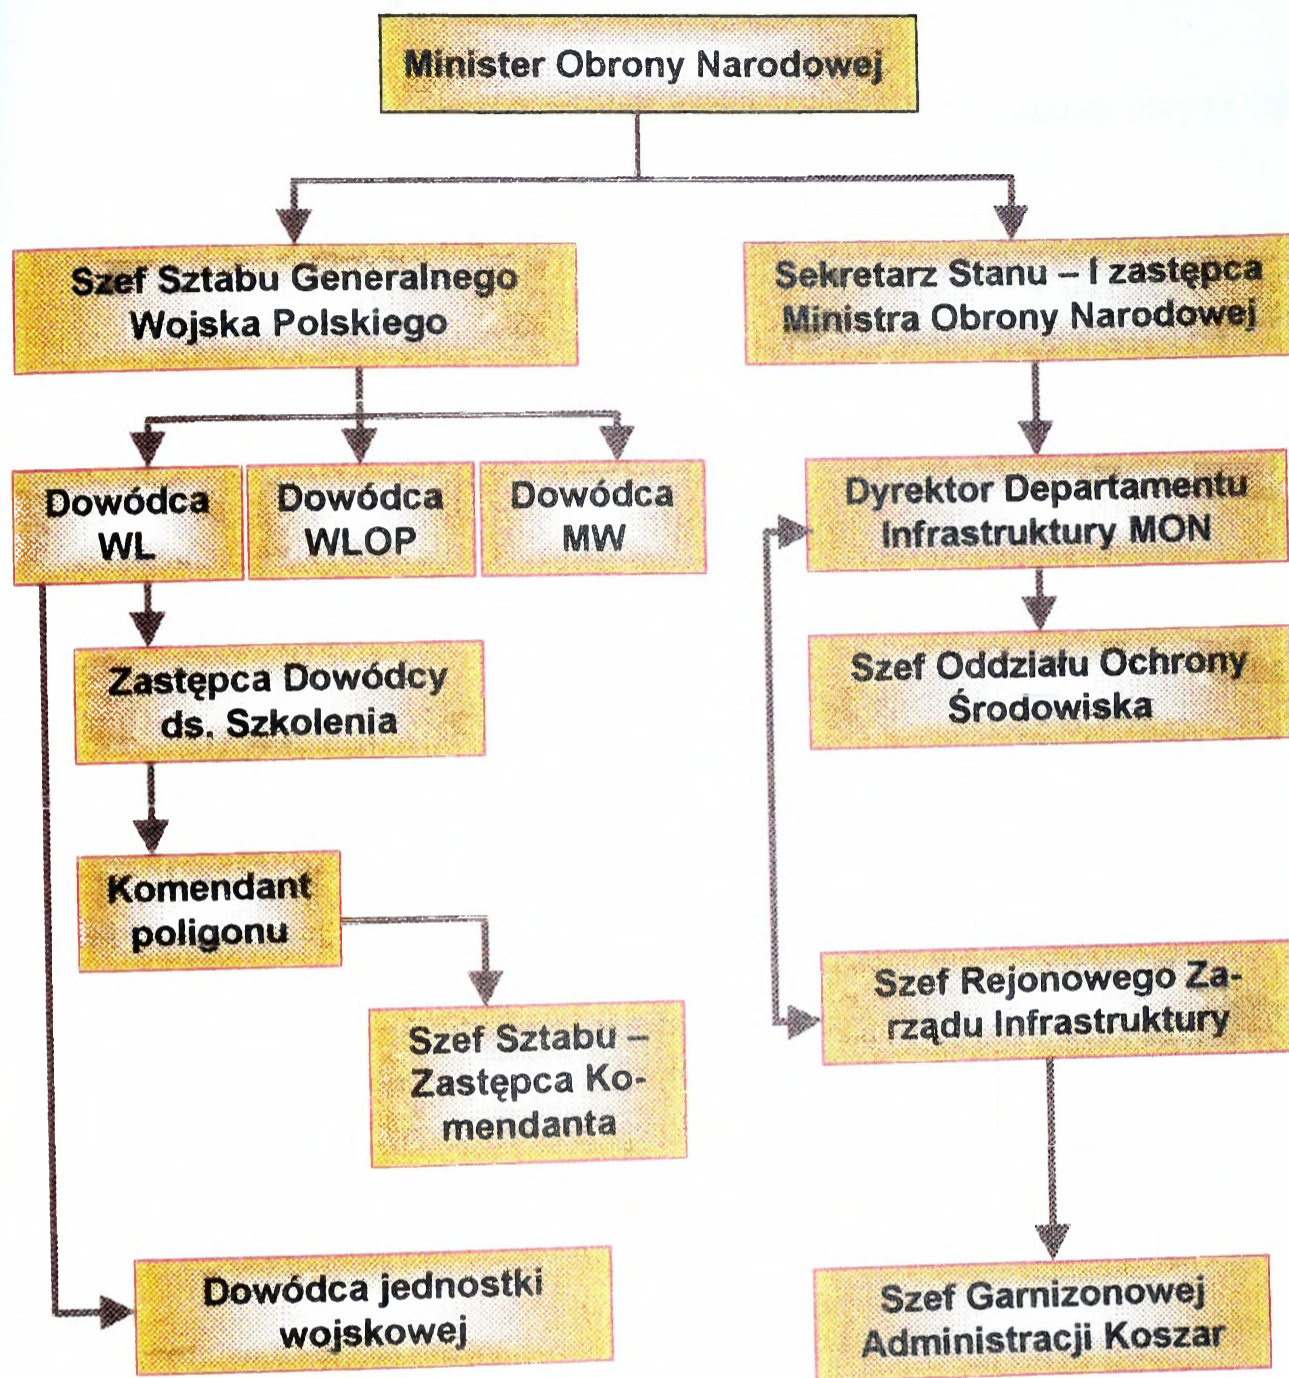 Minister Obrony Narodowej
Szef Sztabu Generalnego
Wojska Polskiego
Sekretarz Stanu – I zastępca
Ministra Obrony Narodowej
Dowódca
WL
Dowódca
WLOP
Dowódca
MW
Dyrektor Departamentu
Infrastruktury MON
Zastępca Dowódcy
ds. Szkolenia
Szef Oddziału Ochrony
Środowiska
Komendant
poligonu
Szef Sztabu –
Zastępca Ko-
mendanta
Szef Rejonowego Za-
rządu Infrastruktury
Dowódca jednostki
wojskowej
Szef Garnizonowej
Administracji Koszar